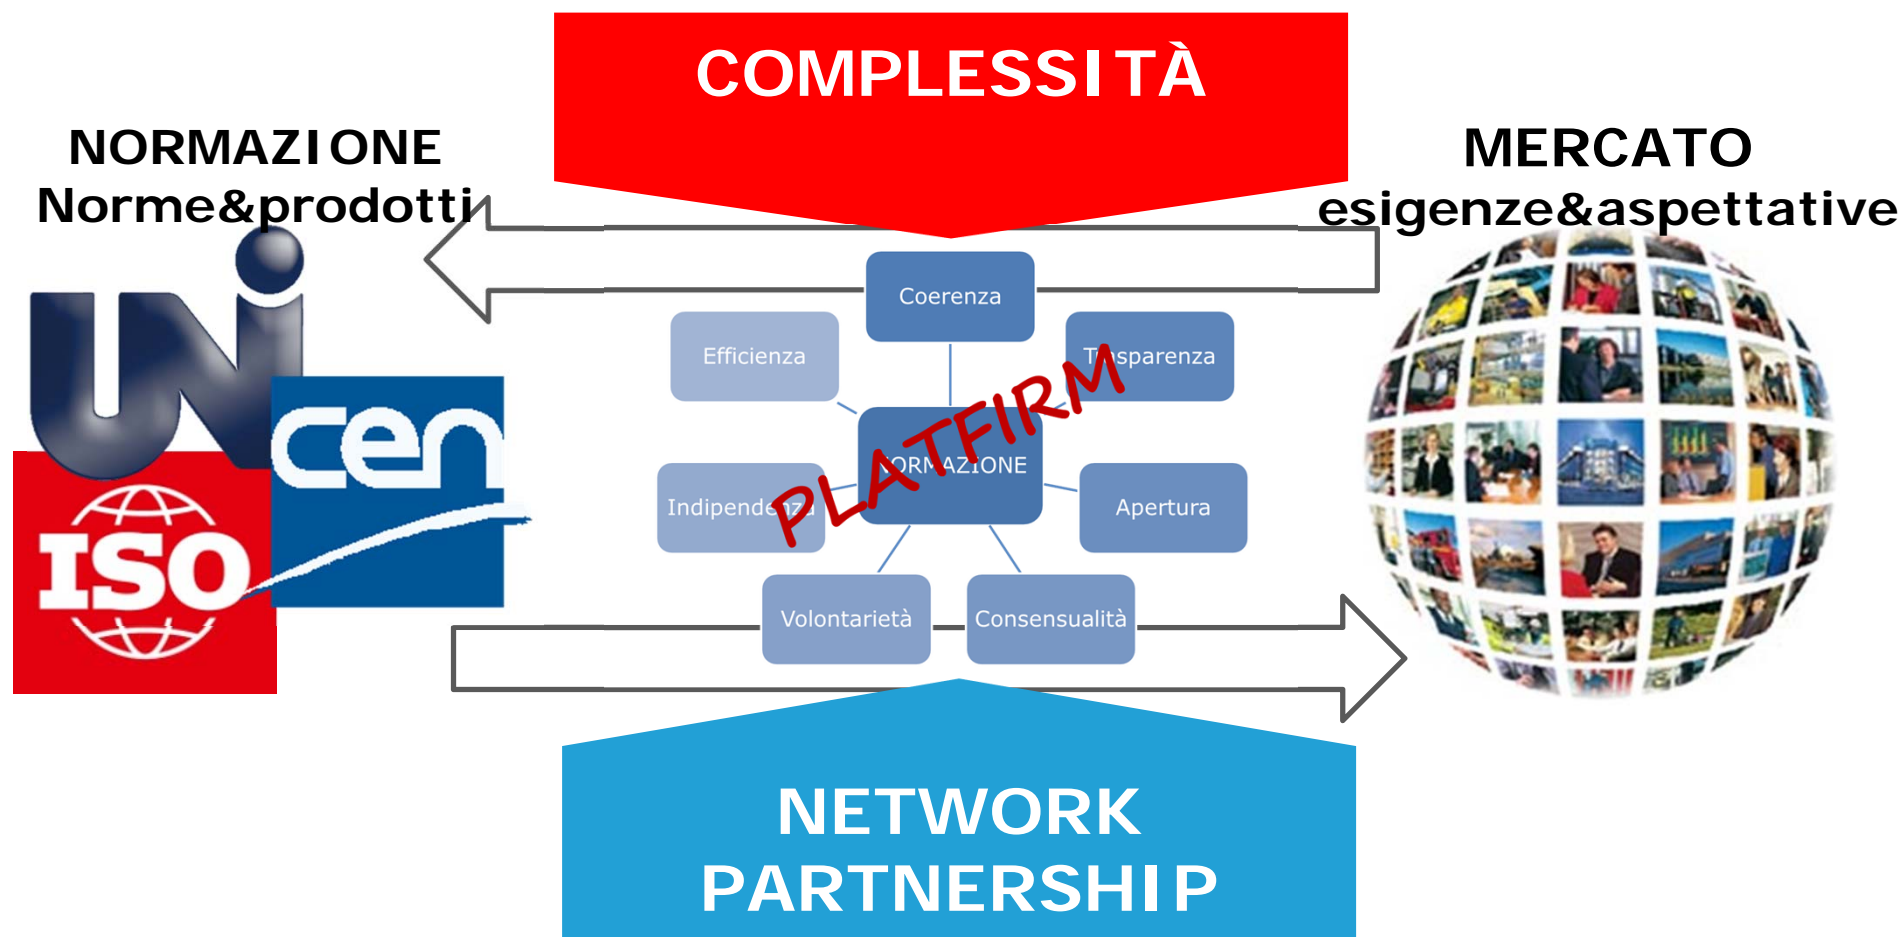 COMPLESSITÀ
NORMAZIONE
Norme&prodotti
MERCATO
esigenze&aspettative
UNi
cen
ISO
Coerenza
Efficienza
Trasparenza
PLATFIRM
NORMAZIONE
Indipendenza
Apertura
Volontarietà
Consensualità
NETWORK
PARTNERSHIP